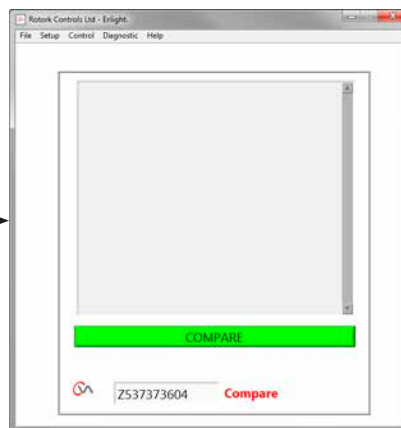 Rotork Controls Ltd - Enlight.
File Setup Control Diagnostic Help
COMPARE
Z537373604 Compare